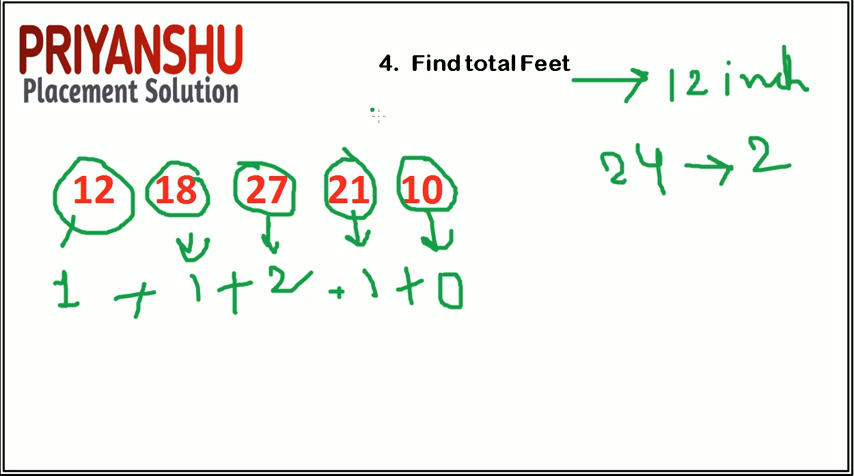 PRIYANSHU
Placement Solution
4. Find total Feet → 12 inch
24 → 2
12 18 27 21 10
1 + 1 + 2 + 1 + 0